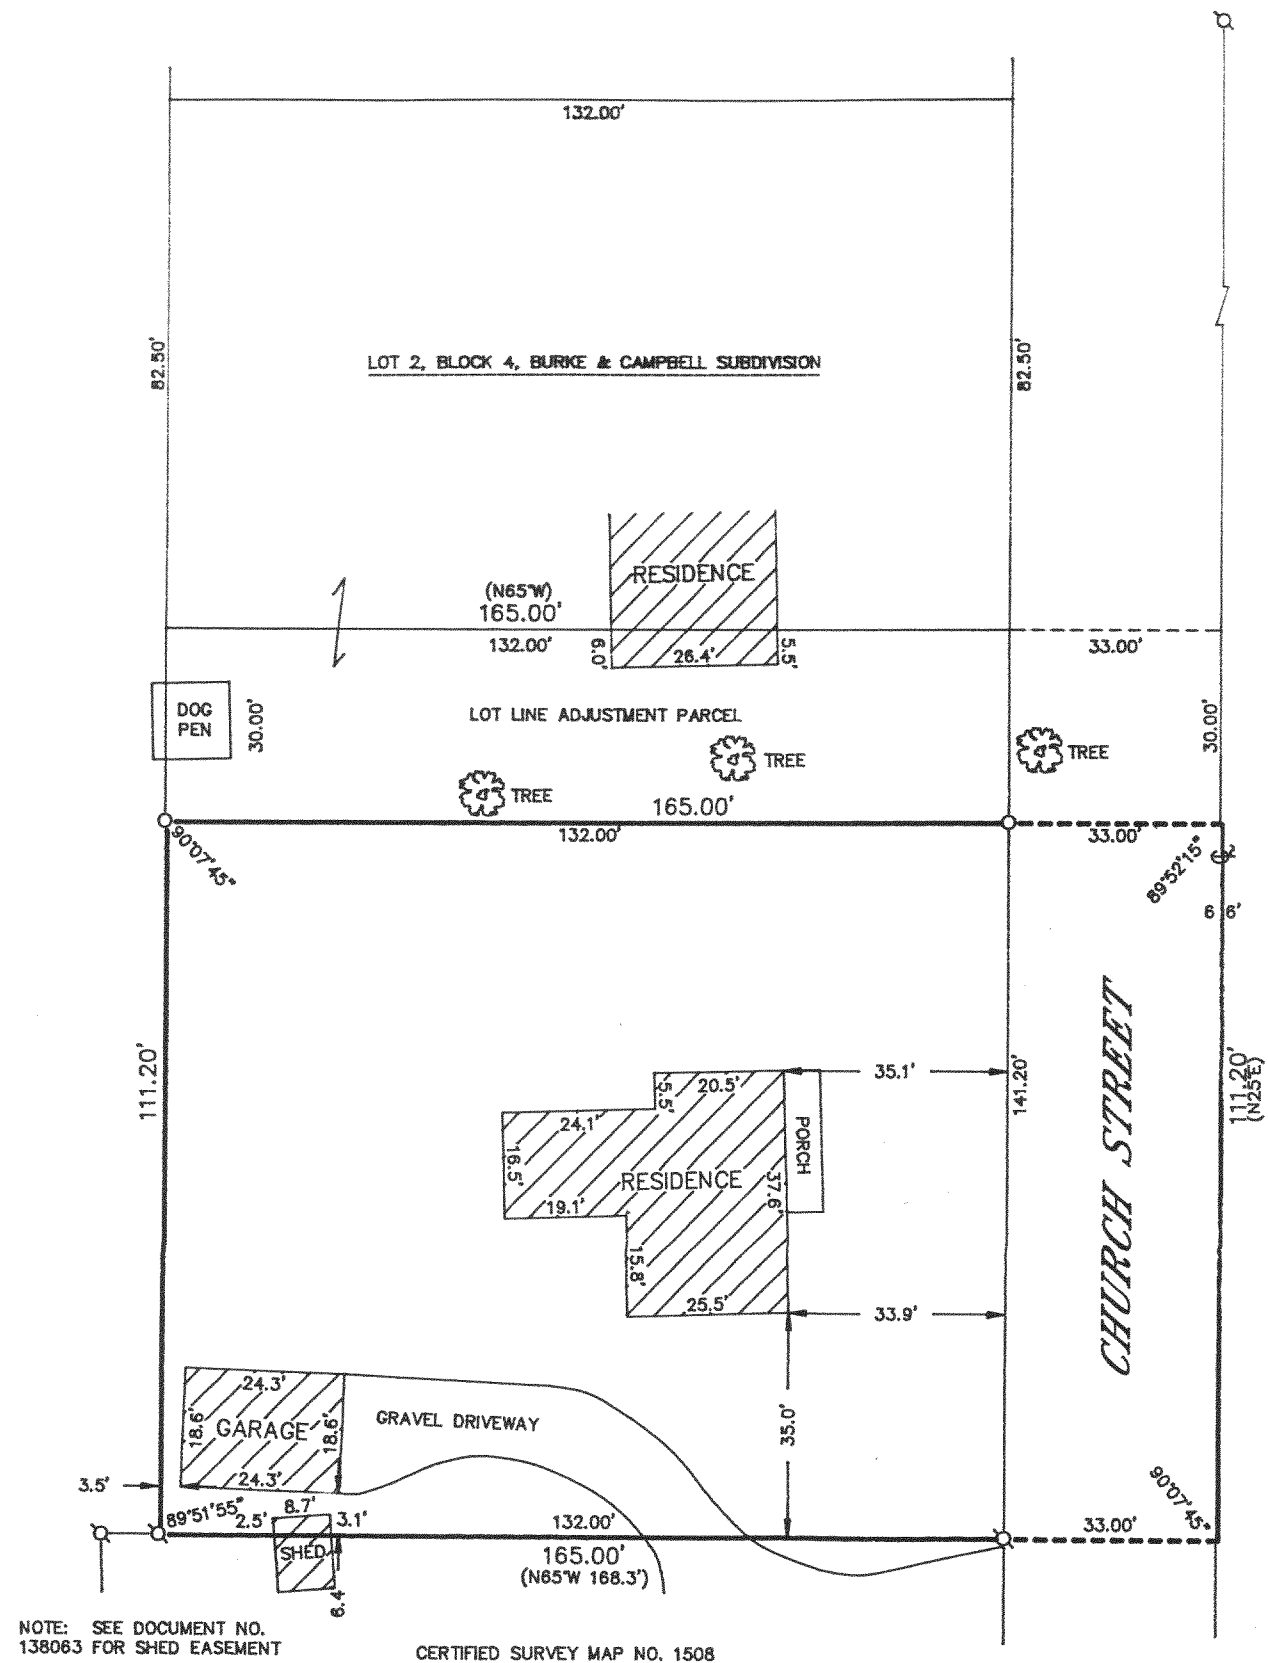 132.00'
82.50'
82.50'
LOT 2, BLOCK 4, BURKE & CAMPBELL SUBDIVISION
RESIDENCE
(N65°W)
165.00'
132.00'
6.0'
26.4'
5.5'
33.00'
DOG
PEN
30.00'
LOT LINE ADJUSTMENT PARCEL
30.00'
TREE
TREE
TREE
165.00'
132.00'
33.00'
90°07'45"
89°52'15"
66'
111.20'
35.1'
20.5'
5.5'
24.1'
16.5'
RESIDENCE
37.6'
PORCH
19.1'
15.8'
25.5'
33.9'
141.20'
CHURCH STREET
111.20'
(N25°E)
24.3'
18.6'
GARAGE
18.6'
24.3'
GRAVEL DRIVEWAY
35.0'
3.5'
89°51'55"
2.5'
8.7'
3.1'
SHED
6.4
132.00'
165.00'
(N65°W 168.3')
90°07'45"
33.00'
NOTE: SEE DOCUMENT NO.
138063 FOR SHED EASEMENT
CERTIFIED SURVEY MAP NO. 1508